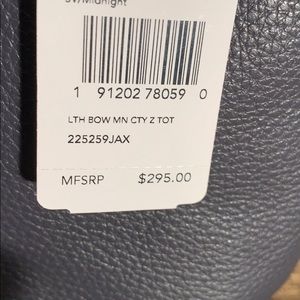 SV/Midnight
1 91202 78059 0
LTH BOW MN CTY Z TOT
225259JAX
MFSRP $295.00